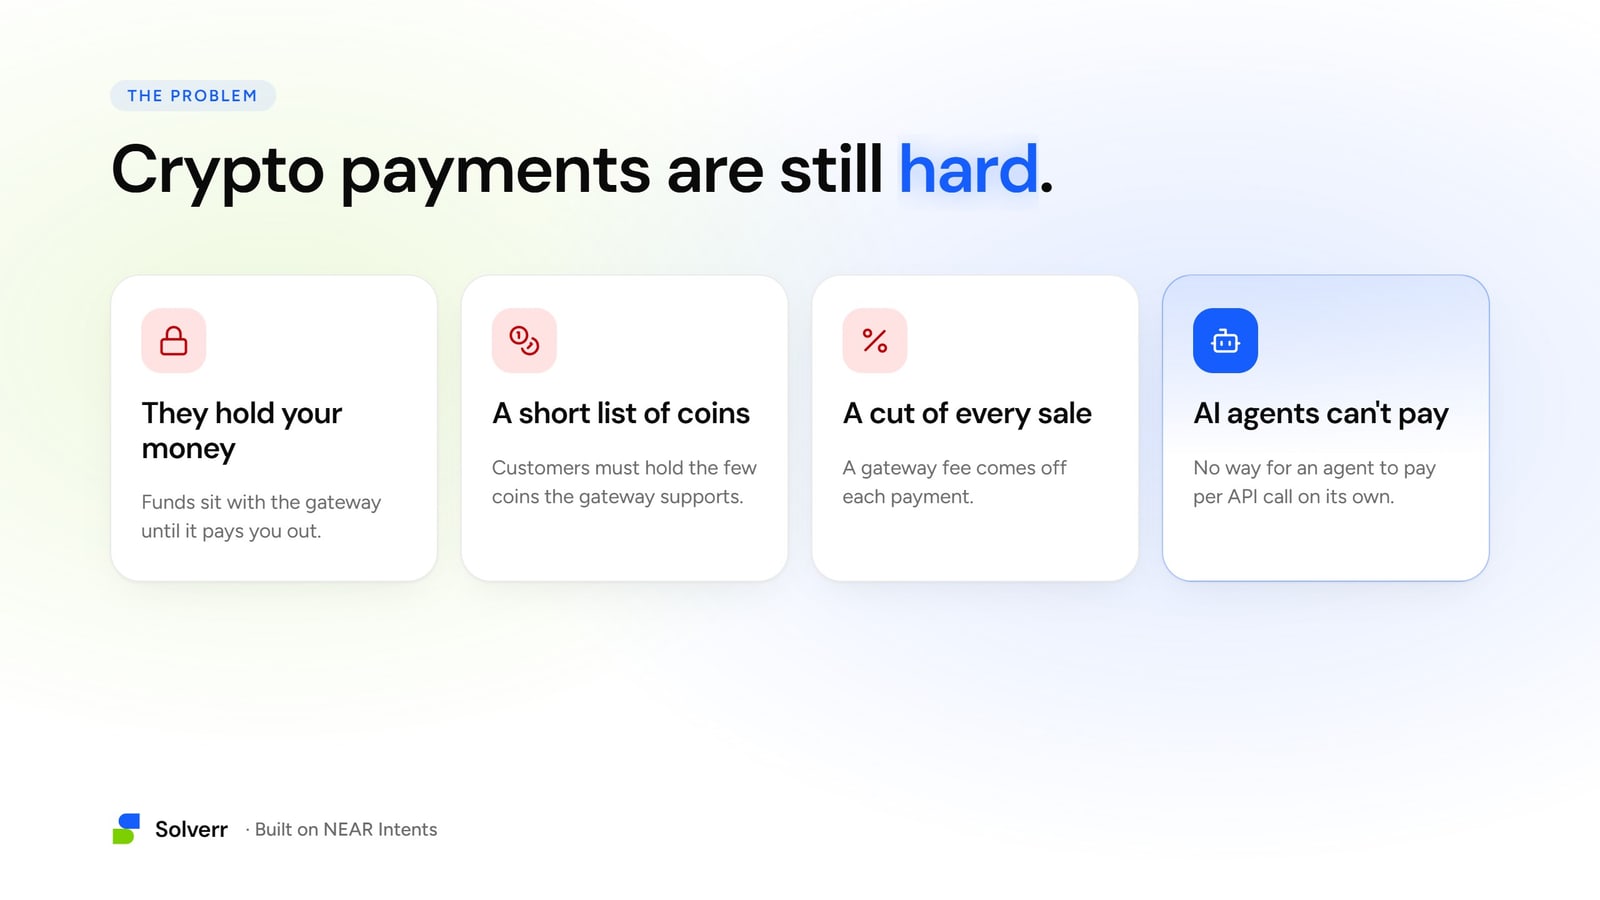 THE PROBLEM
Crypto payments are still hard.
They hold your
money
Funds sit with the gateway
until it pays you out.
A short list of coins
Customers must hold the few
coins the gateway supports.
A cut of every sale
A gateway fee comes off
each payment.
AI agents can't pay
No way for an agent to pay
per API call on its own.
Solverr · Built on NEAR Intents